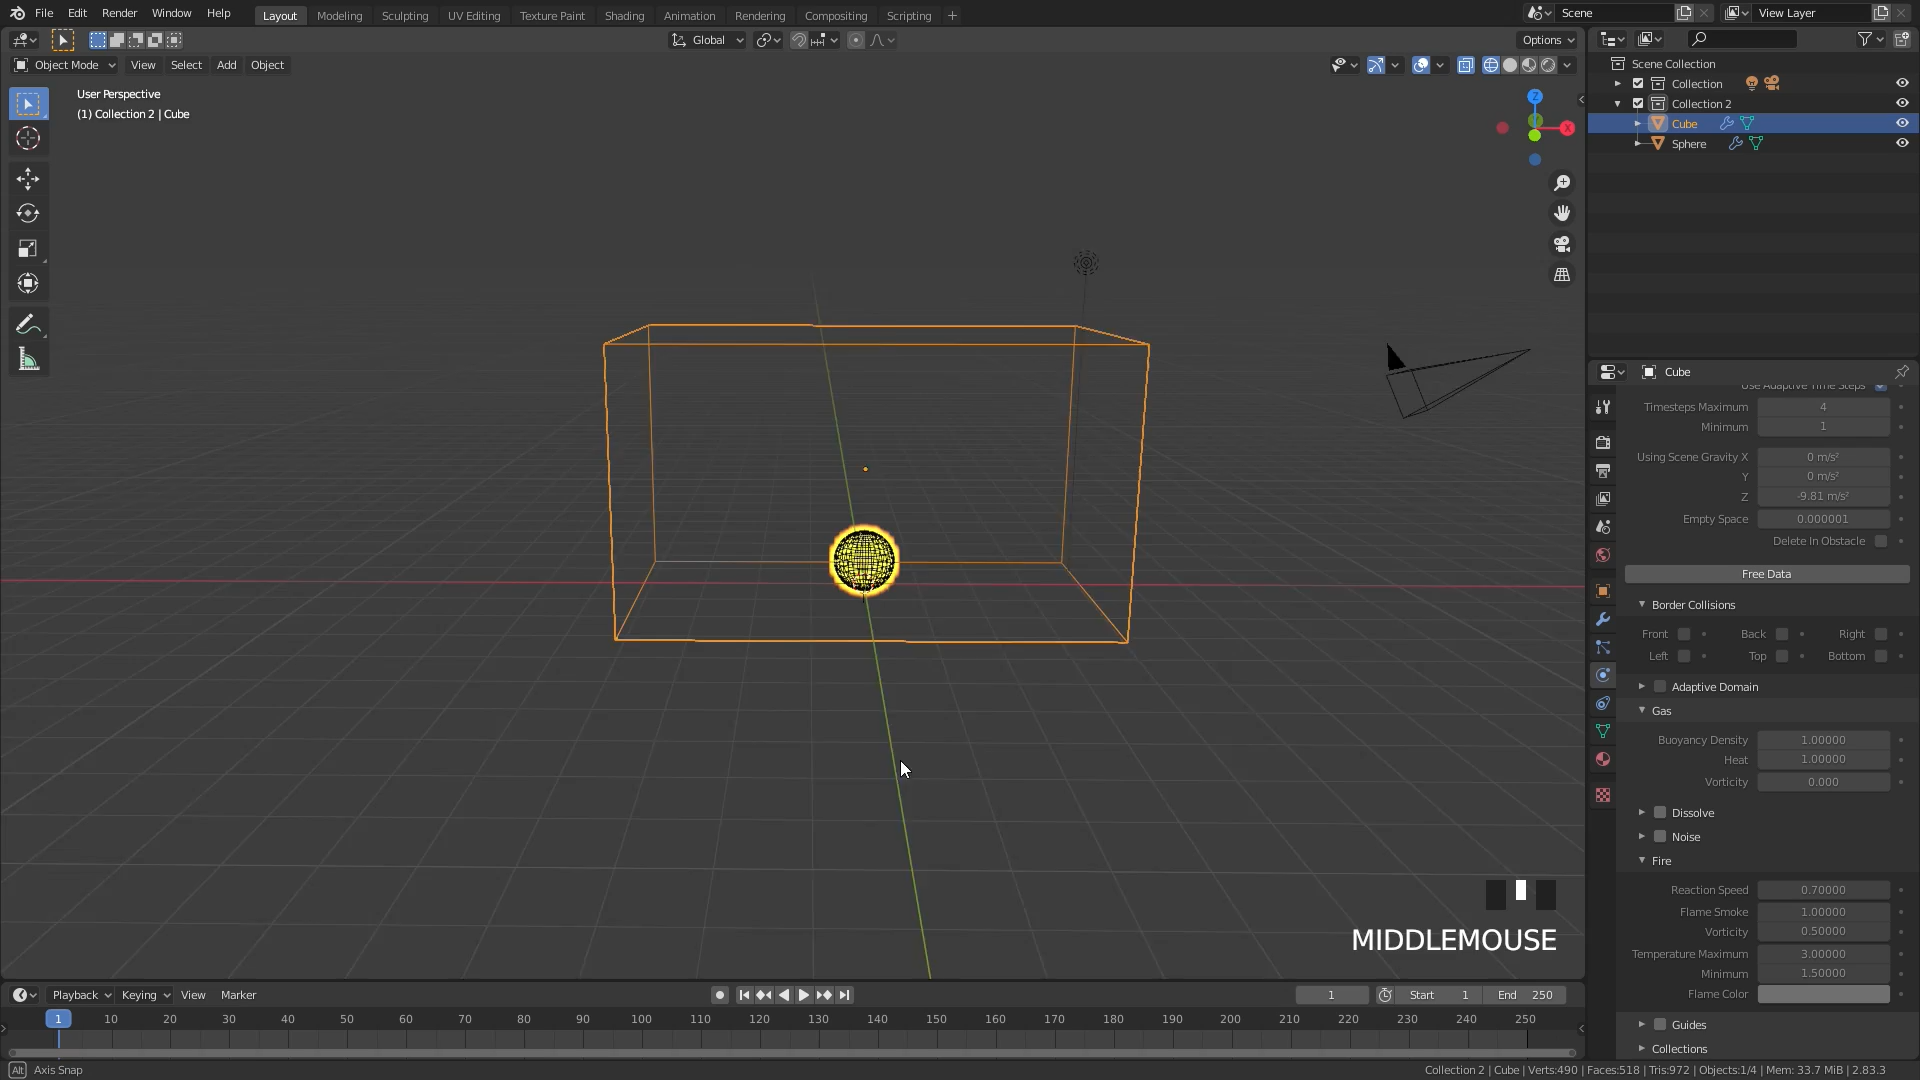 File Edit Render Window Help Layout Modeling Sculpting UV Editing Texture Paint Shading Animation Rendering Compositing Scripting + Scene View Layer
Global Options
Object Mode View Select Add Object
User Perspective
(1) Collection 2 | Cube
Z
X
Scene Collection
Collection
Collection 2
Cube
Sphere
Cube
Use Adaptive Time Steps
Timesteps Maximum 4
Minimum 1
Using Scene Gravity X 0 m/s²
Y 0 m/s²
Z -9.81 m/s²
Empty Space 0.000001
Delete In Obstacle
Free Data
Border Collisions
Front Back Right
Left Top Bottom
Adaptive Domain
Gas
Buoyancy Density 1.00000
Heat 1.00000
Vorticity 0.000
Dissolve
Noise
Fire
Reaction Speed 0.70000
Flame Smoke 1.00000
Vorticity 0.50000
Temperature Maximum 3.00000
Minimum 1.50000
Flame Color
Guides
Collections
MIDDLEMOUSE
Playback Keying View Marker 1 Start 1 End 250
1 10 20 30 40 50 60 70 80 90 100 110 120 130 140 150 160 170 180 190 200 210 220 230 240 250
Alt Axis Snap
Collection 2 | Cube | Verts:490 | Faces:518 | Tris:972 | Objects:1/4 | Mem: 33.7 MiB | 2.83.3